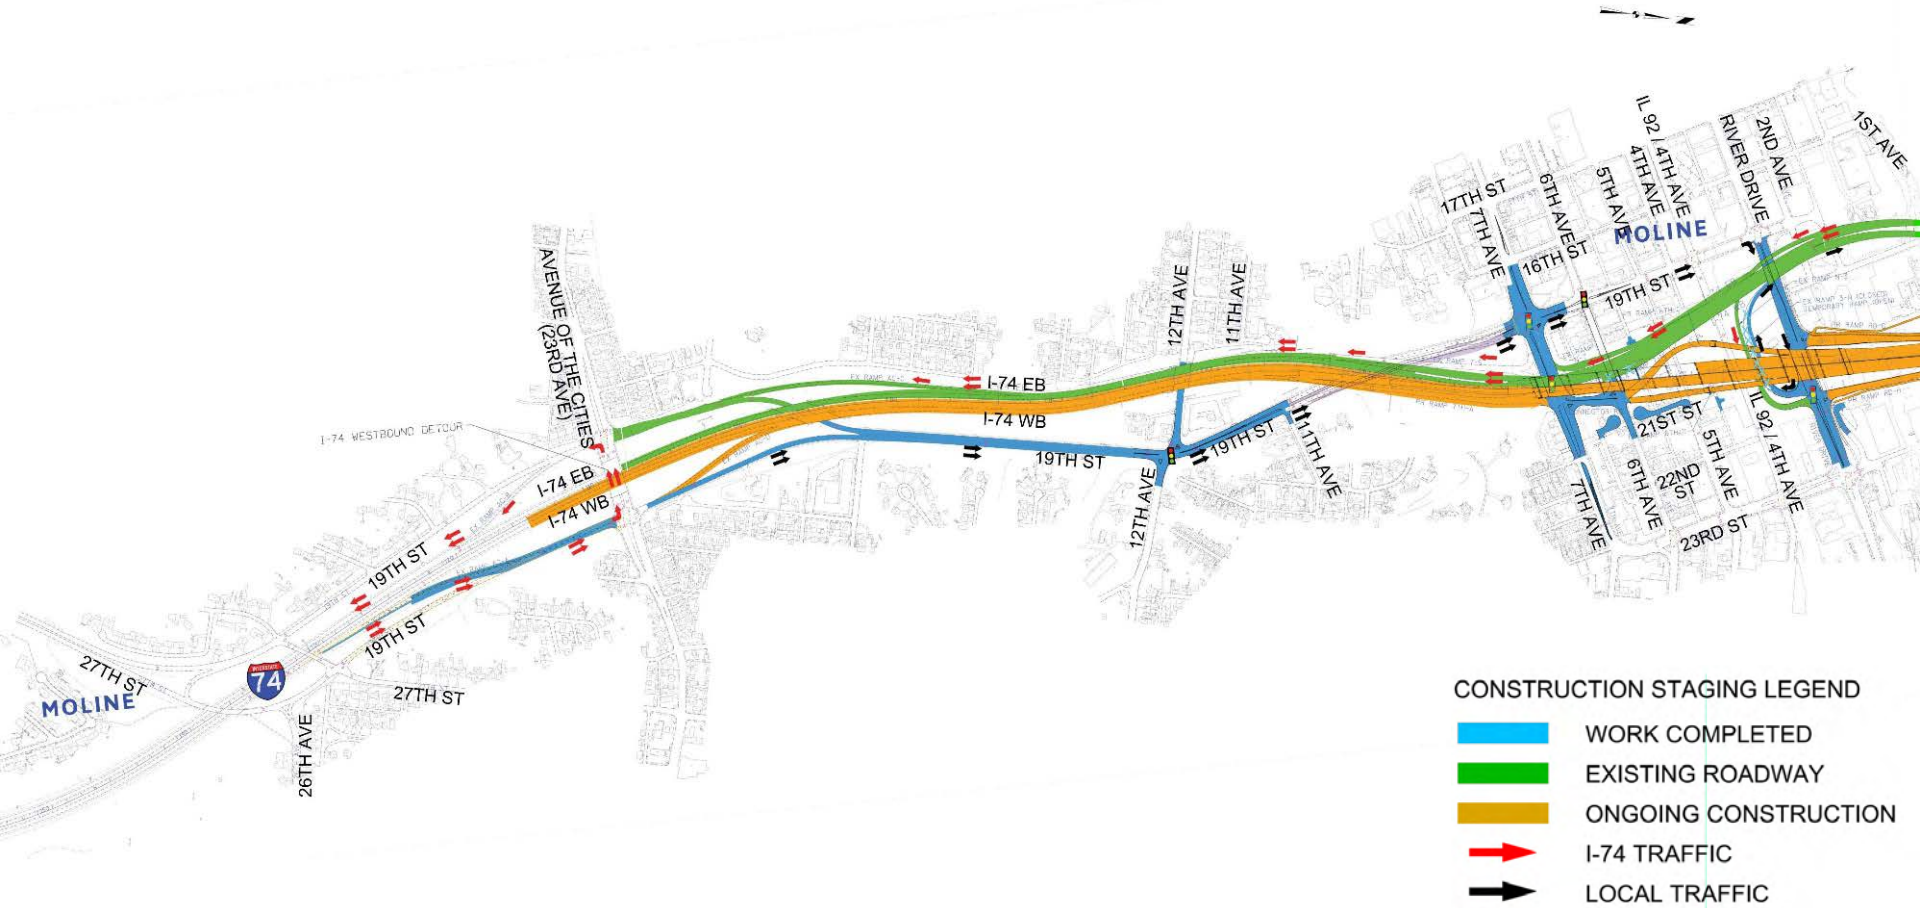 IL 92 / 4TH AVE
4TH AVE
RIVER DRIVE
2ND AVE
1ST AVE
17TH ST
7TH AVE
6TH AVE
ST
16TH ST
5TH AVE
MOLINE
19TH ST
AVENUE OF THE CITIES
(23RD AVE)
12TH AVE
11TH AVE
I-74 EB
I-74 WB
I-74 WESTBOUND DETOUR
19TH ST
19TH ST
11TH AVE
12TH AVE
21ST ST
IL 92 / 4TH AVE
5TH AVE
22ND
ST
6TH AVE
7TH AVE
23RD ST
I-74 EB
I-74 WB
19TH ST
19TH ST
27TH ST
MOLINE
INTERSTATE
74
27TH ST
26TH AVE
CONSTRUCTION STAGING LEGEND
WORK COMPLETED
EXISTING ROADWAY
ONGOING CONSTRUCTION
I-74 TRAFFIC
LOCAL TRAFFIC